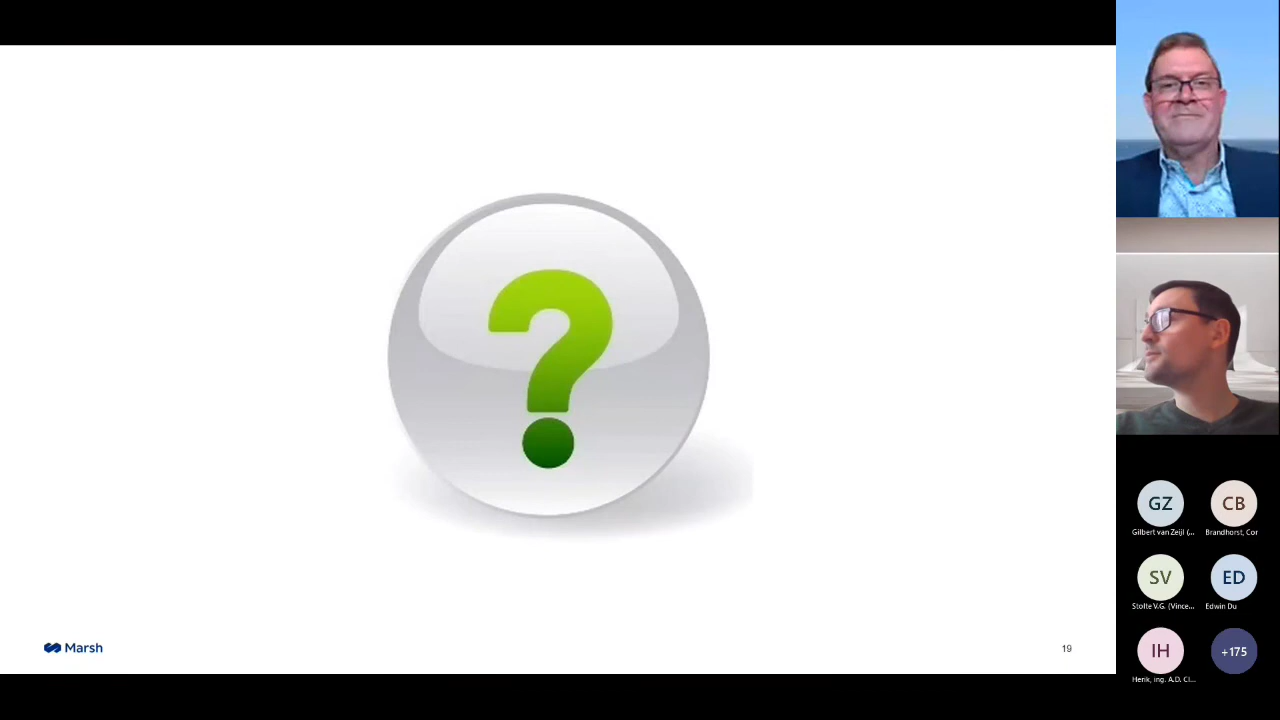 ?
Marsh
19
GZ
CB
Gilbert van Zeijl (...
Brandhorst, Cor
SV
ED
Stolte V.G. (Vince...
Edwin Du
IH
+175
Henk, ing. A.D. Cl...